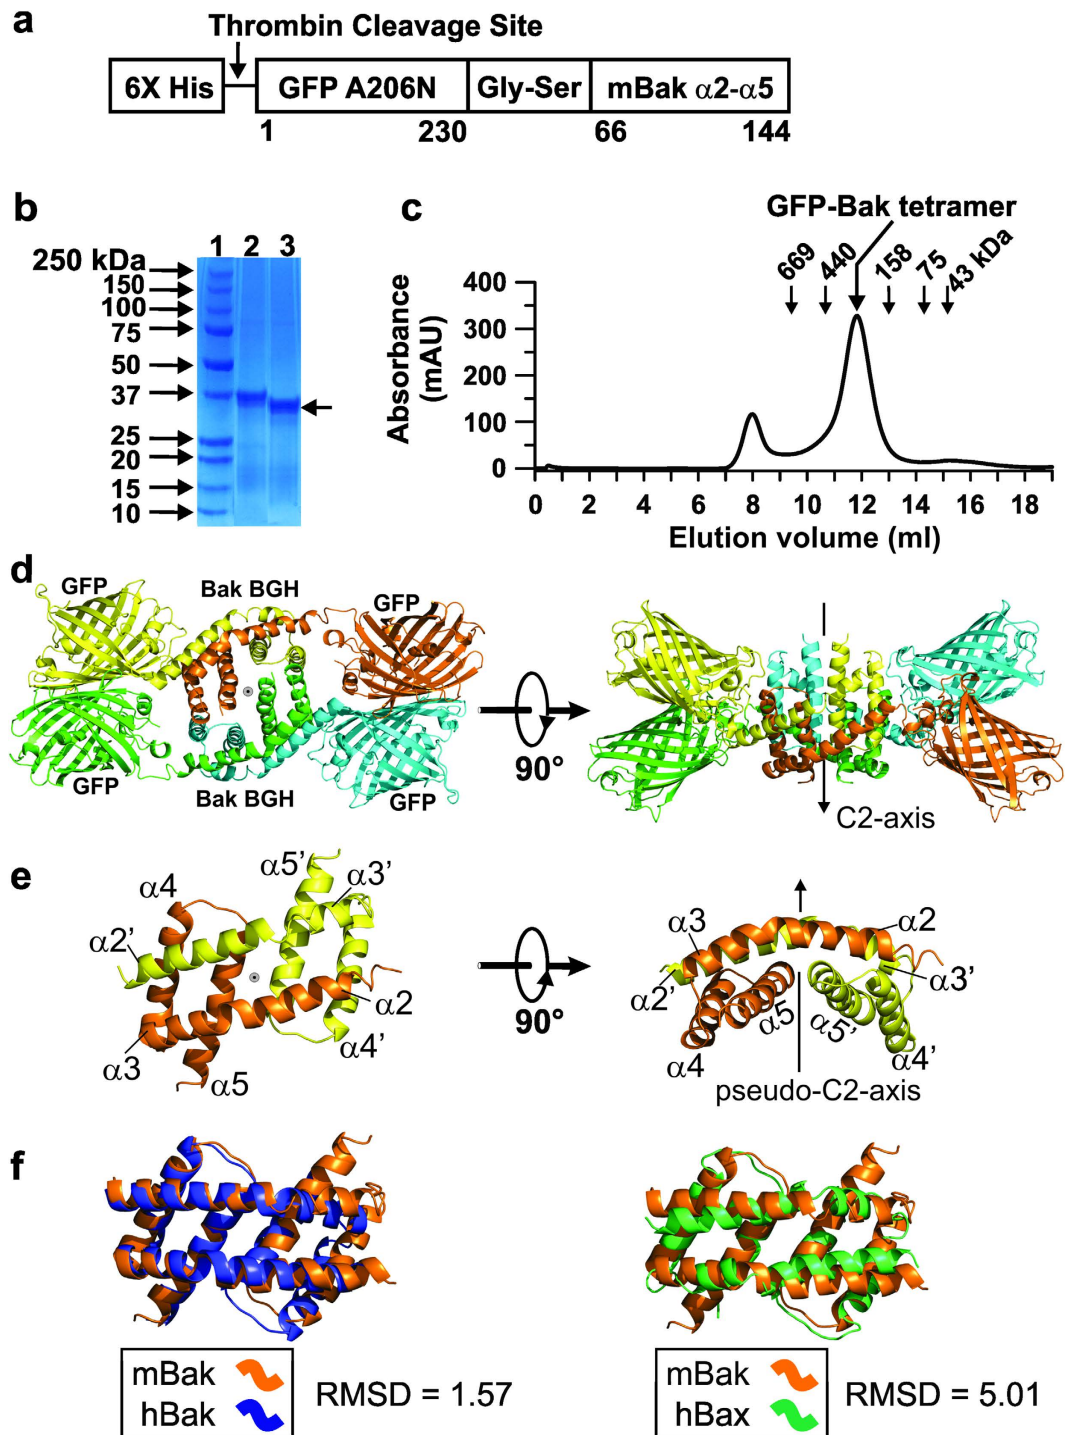 a
Thrombin Cleavage Site
6X His
GFP A206N
Gly-Ser
mBak α2-α5
1
230
66
144
b
1 2 3
250 kDa
150
100
75
50
37
25
20
15
10
c
GFP-Bak tetramer
669
440
158
75
43 kDa
Absorbance
(mAU)
400
300
200
100
0
0 2 4 6 8 10 12 14 16 18
Elution volume (ml)
d
GFP
Bak BGH
GFP
GFP
Bak BGH
GFP
90°
C2-axis
e
α5’
α3’
α4
α2’
α2
α3
α4’
α5
90°
α3
α2
α2’
α3’
α5
α5’
α4
α4’
pseudo-C2-axis
f
mBak
hBak
RMSD = 1.57
mBak
hBax
RMSD = 5.01